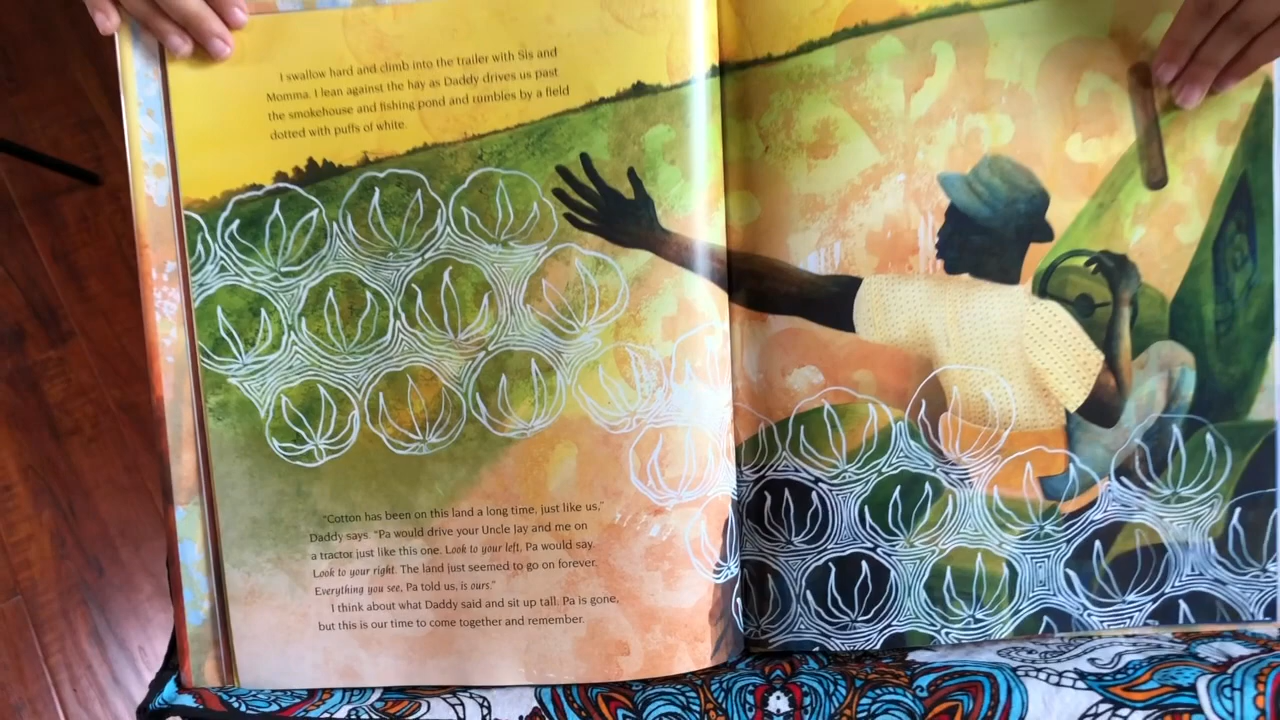 I swallow hard and climb into the trailer with Sis and
Momma. I lean against the hay as Daddy drives us past
the smokehouse and fishing pond and rumbles by a field
dotted with puffs of white.
“Cotton has been on this land a long time, just like us,”
Daddy says. “Pa would drive your Uncle Jay and me on
a tractor just like this one. Look to your left, Pa would say.
Look to your right. The land just seemed to go on forever.
Everything you see, Pa told us, is ours.”
I think about what Daddy said and sit up tall. Pa is gone,
but this is our time to come together and remember.